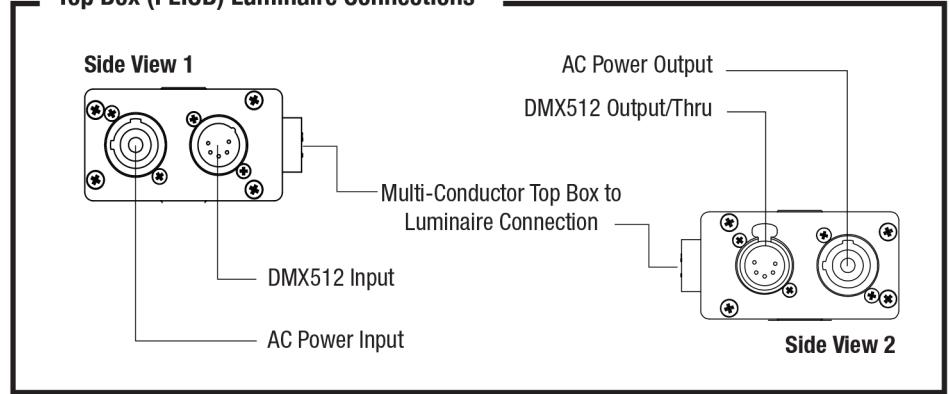 Top Box (PLICB) Luminaire Connections
Side View 1
AC Power Output
DMX512 Output/Thru
Multi-Conductor Top Box to
Luminaire Connection
DMX512 Input
AC Power Input
Side View 2